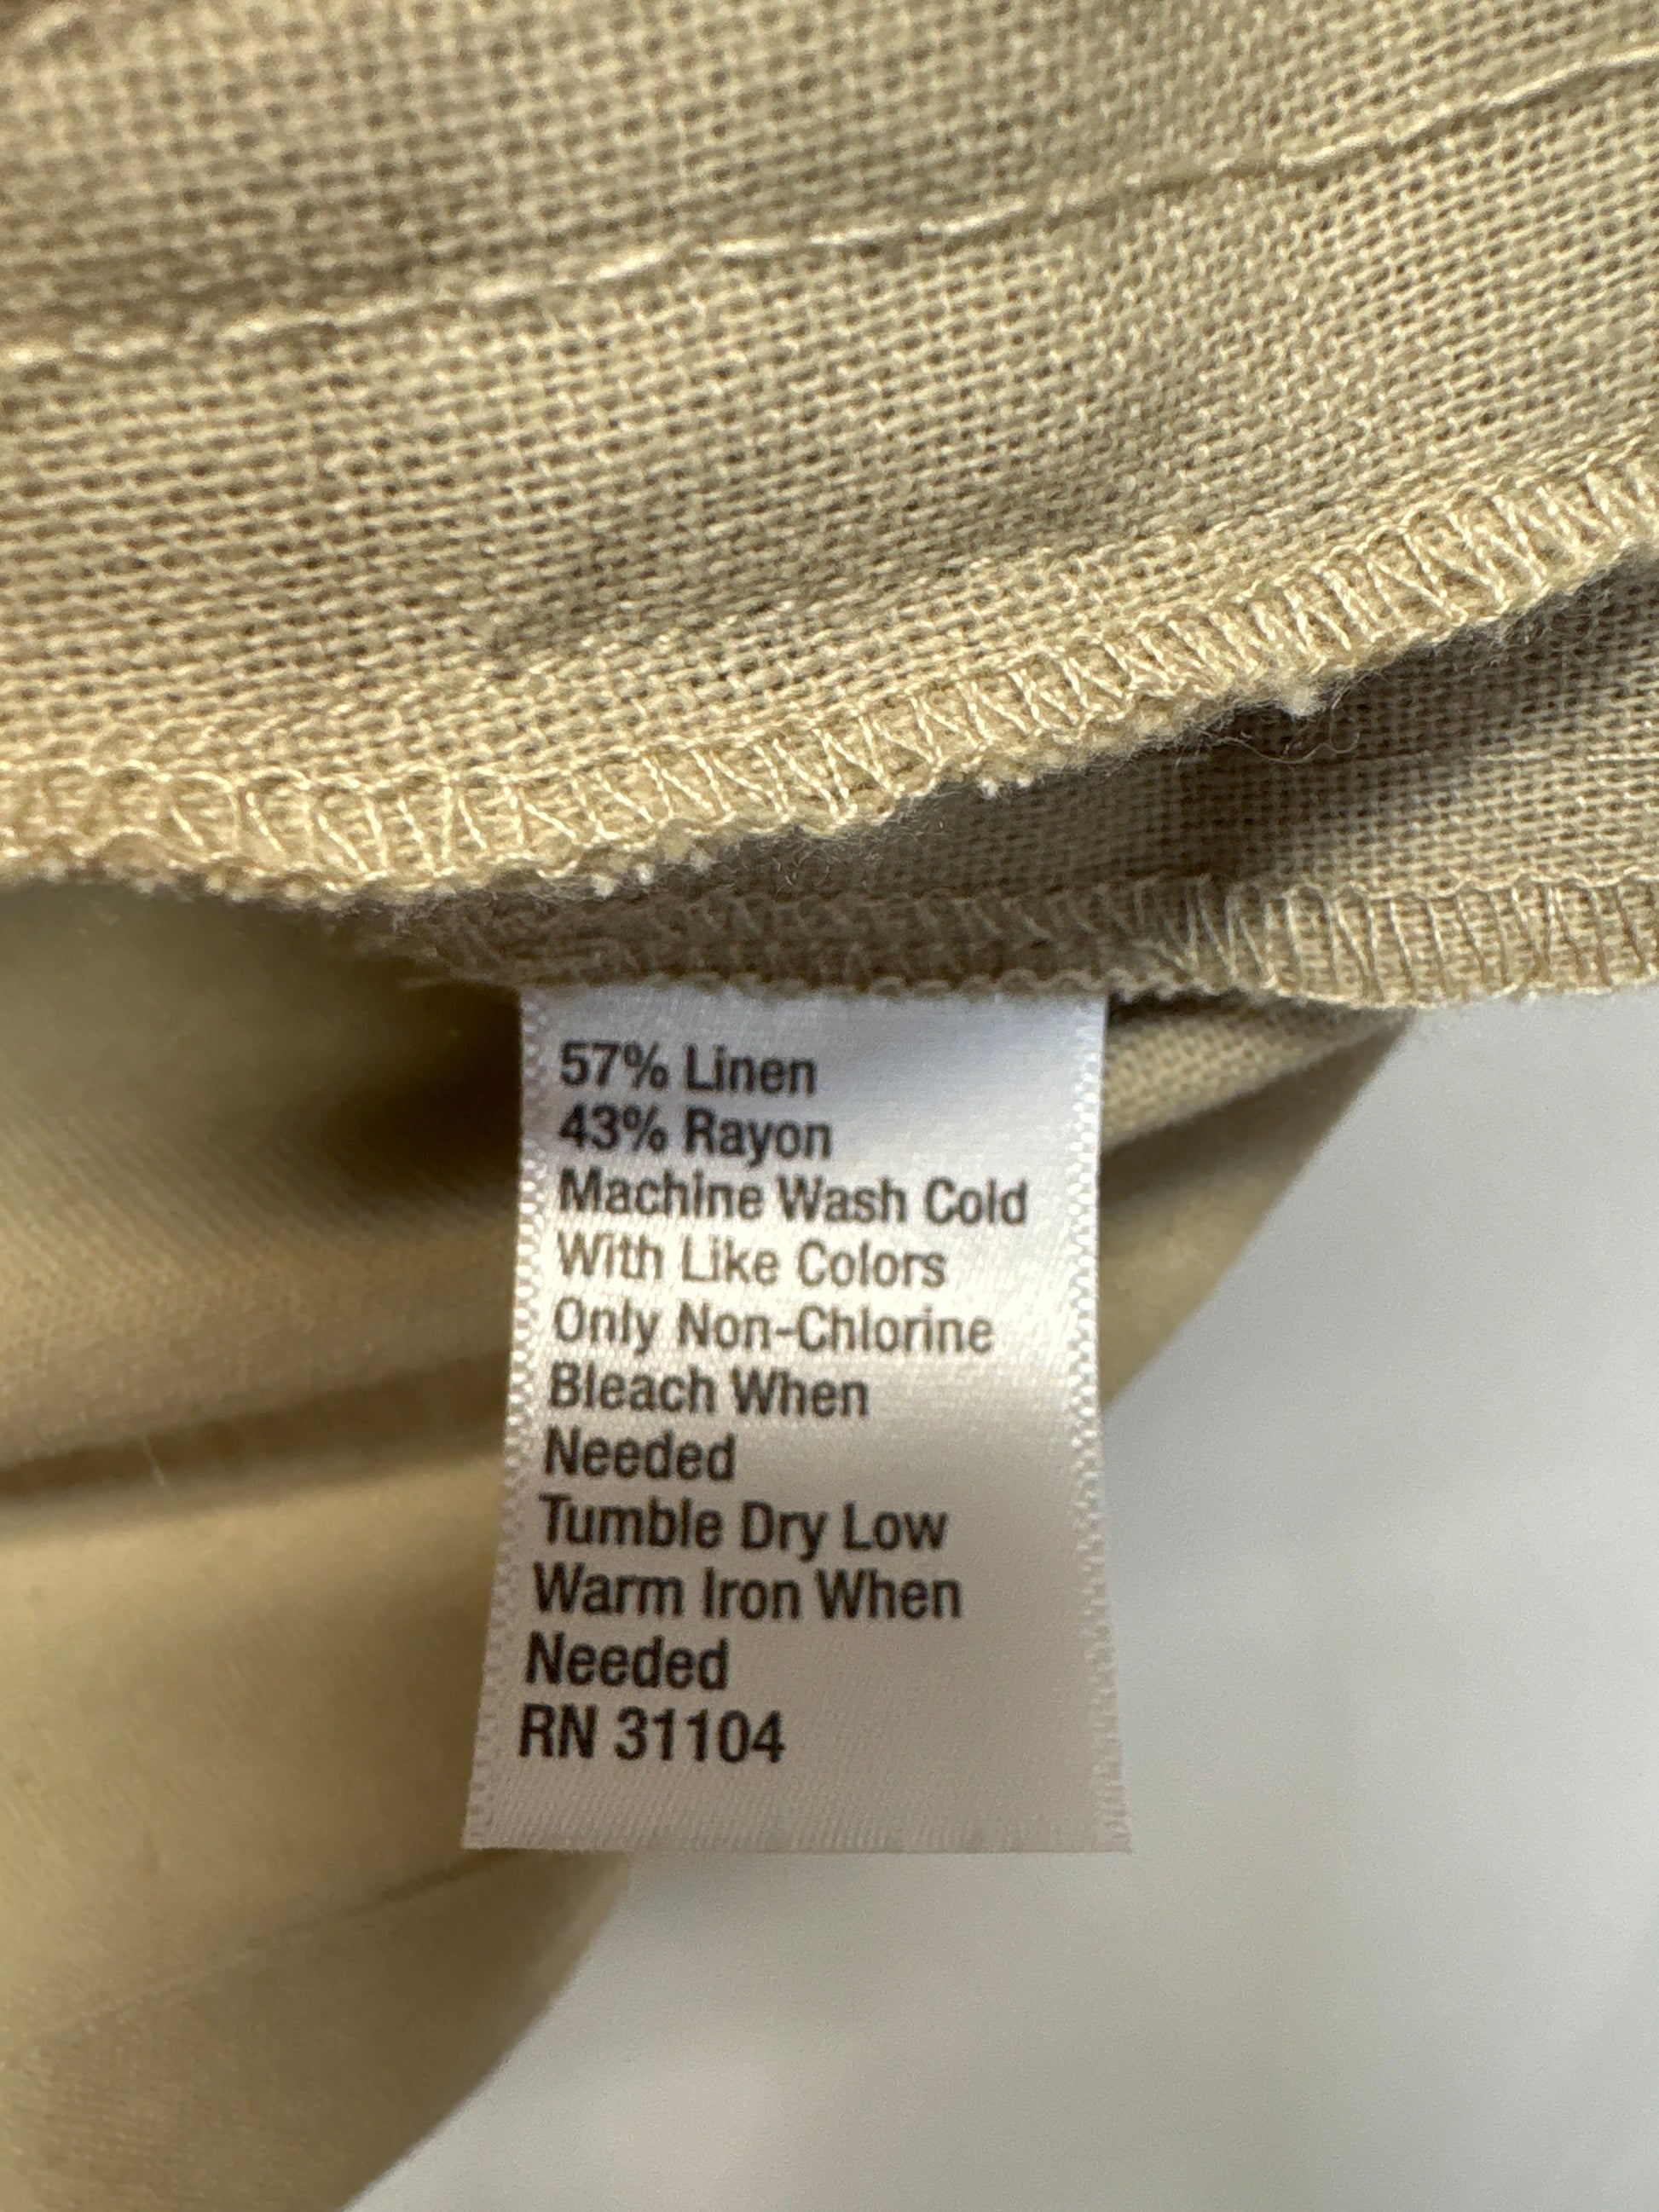 57% Linen
43% Rayon
Machine Wash Cold
With Like Colors
Only Non-Chlorine
Bleach When
Needed
Tumble Dry Low
Warm Iron When
Needed
RN 31104